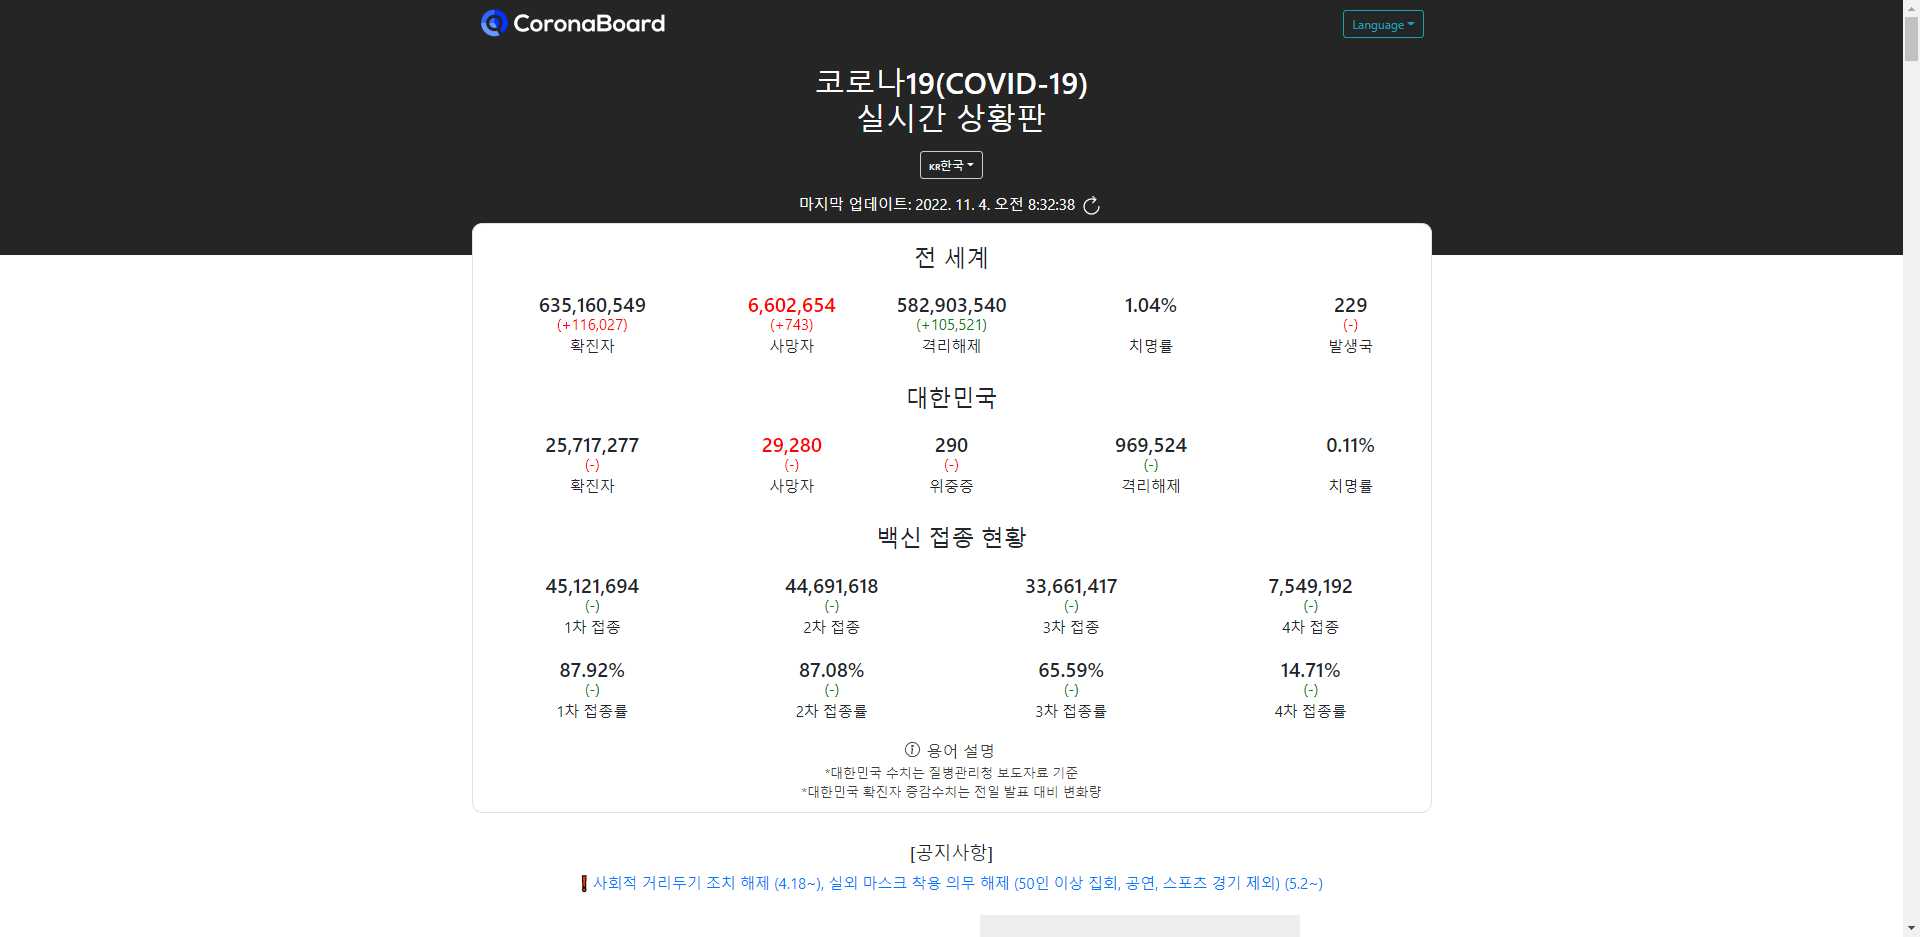 CoronaBoard
Language
코로나19(COVID-19)
실시간 상황판
KR한국
마지막 업데이트: 2022. 11. 4. 오전 8:32:38
전 세계
635,160,549 6,602,654 582,903,540 1.04% 229
(+116,027) (+743) (+105,521) (-)
확진자 사망자 격리해제 치명률 발생국
대한민국
25,717,277 29,280 290 969,524 0.11%
(-) (-) (-) (-)
확진자 사망자 위중증 격리해제 치명률
백신 접종 현황
45,121,694 44,691,618 33,661,417 7,549,192
(-) (-) (-) (-)
1차 접종 2차 접종 3차 접종 4차 접종
87.92% 87.08% 65.59% 14.71%
(-) (-) (-) (-)
1차 접종률 2차 접종률 3차 접종률 4차 접종률
용어 설명
*대한민국 수치는 질병관리청 보도자료 기준
*대한민국 확진자 증감수치는 전일 발표 대비 변화량
[공지사항]
❗사회적 거리두기 조치 해제 (4.18~), 실외 마스크 착용 의무 해제 (50인 이상 집회, 공연, 스포츠 경기 제외) (5.2~)